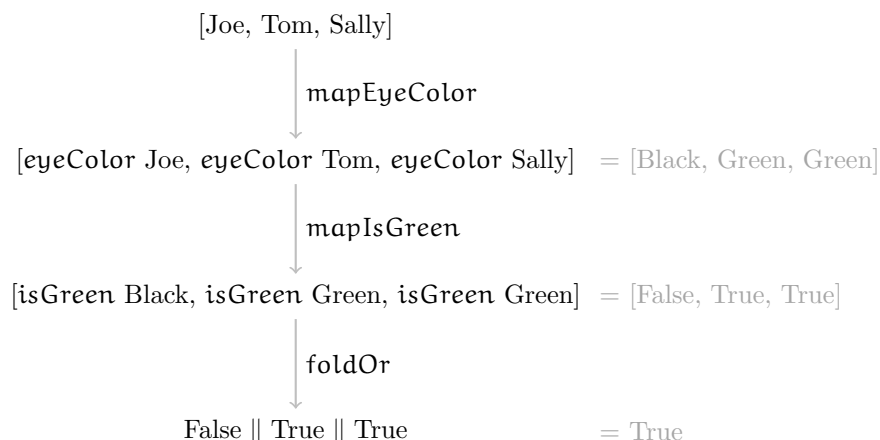 [Joe, Tom, Sally]
mapEyeColor
[eyeColor Joe, eyeColor Tom, eyeColor Sally] = [Black, Green, Green]
mapIsGreen
[isGreen Black, isGreen Green, isGreen Green] = [False, True, True]
foldOr
False || True || True = True